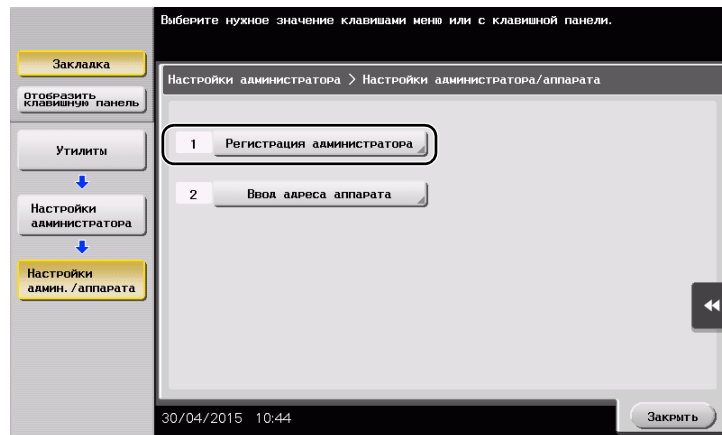 Выберите нужное значение клавишами меню или с клавишной панели.
Закладка
Отобразить
клавишную панель
Утилиты
Настройки
администратора
Настройки
админ./аппарата
Настройки администратора > Настройки администратора/аппарата
1 Регистрация администратора
2 Ввод адреса аппарата
30/04/2015 10:44
Закрыть